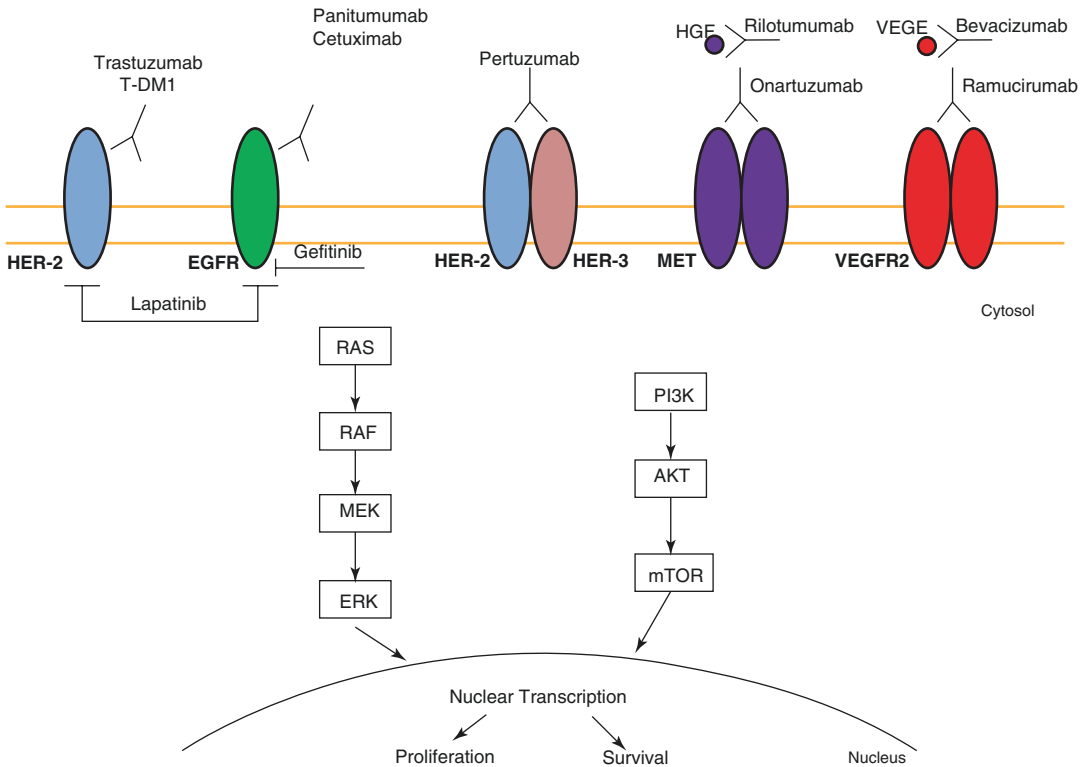 Panitumumab
Cetuximab
Trastuzumab
T-DM1
Pertuzumab
HGF
Rilotumumab
Onartuzumab
VEGE
Bevacizumab
Ramucirumab
HER-2
EGFR
Gefitinib
HER-2
HER-3
MET
VEGFR2
Lapatinib
Cytosol
RAS
RAF
MEK
ERK
PI3K
AKT
mTOR
Nuclear Transcription
Proliferation
Survival
Nucleus